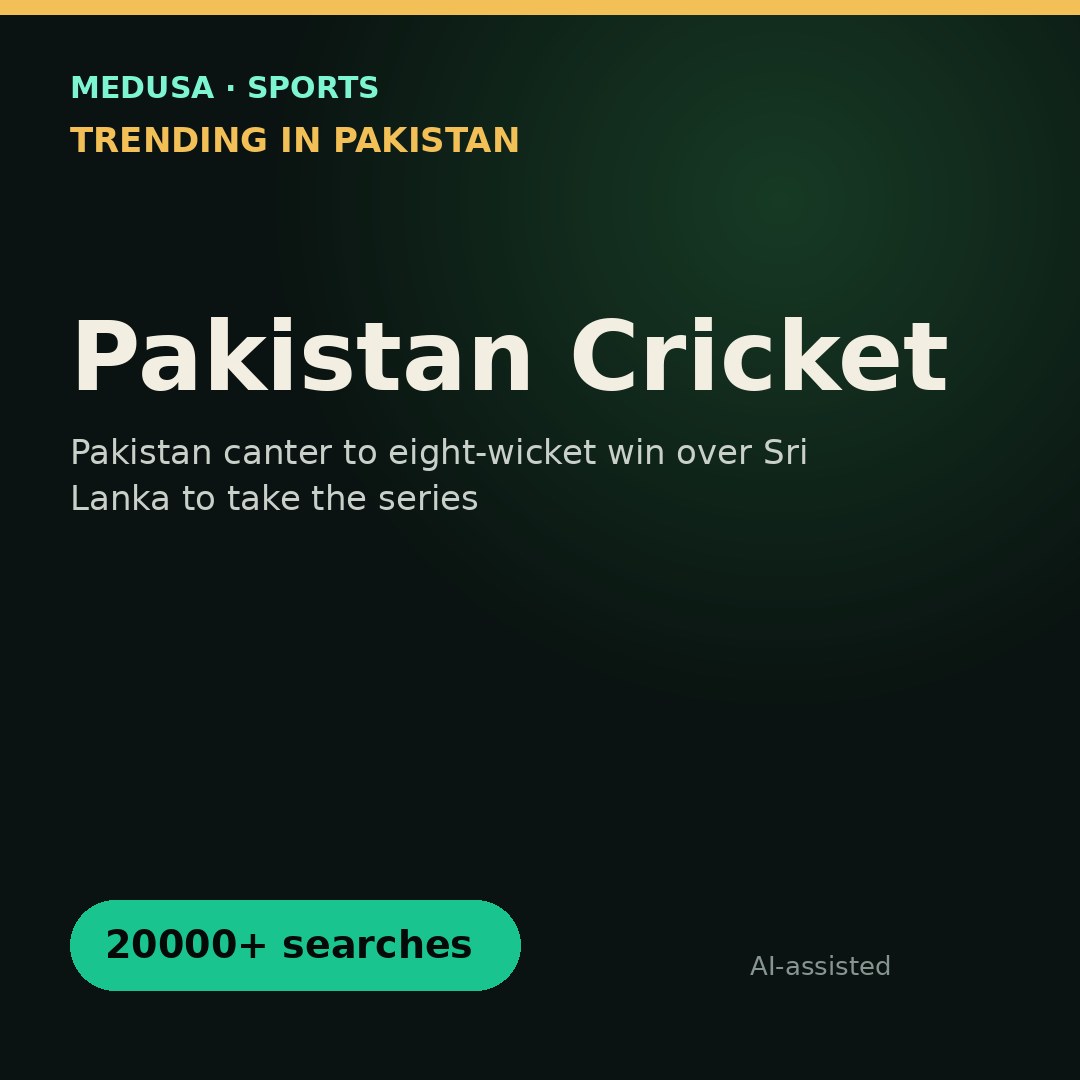 MEDUSA · SPORTS
TRENDING IN PAKISTAN
Pakistan Cricket
Pakistan canter to eight-wicket win over Sri
Lanka to take the series
20000+ searches
AI-assisted